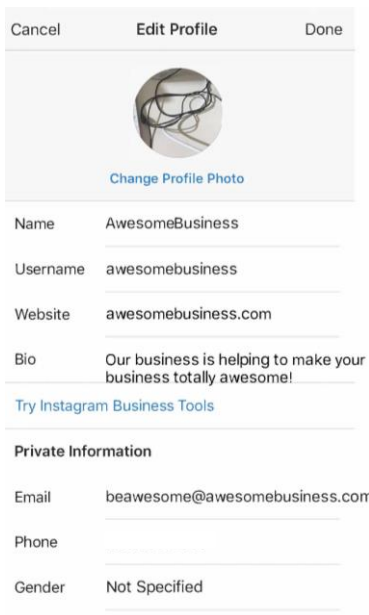 Cancel Edit Profile Done
Change Profile Photo
Name AwesomeBusiness
Username awesomebusiness
Website awesomebusiness.com
Bio Our business is helping to make your
business totally awesome!
Try Instagram Business Tools
Private Information
Email beawesome@awesomebusiness.com
Phone
Gender Not Specified